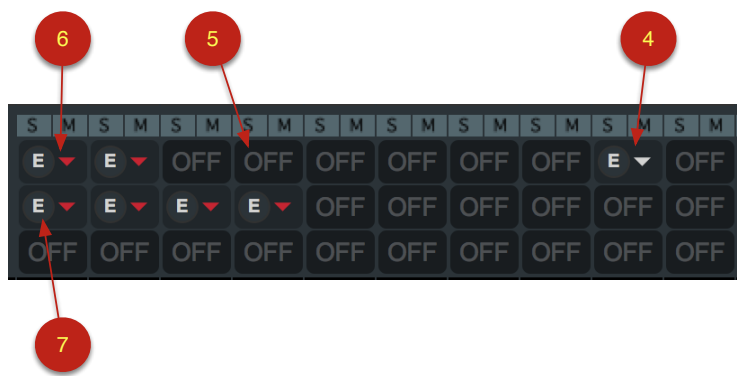 6 5 4
S M S M S M S M S M S M S M S M S M S M
E E OFF OFF OFF OFF OFF OFF E OFF
E E E E OFF OFF OFF OFF OFF OFF
OFF OFF OFF OFF OFF OFF OFF OFF OFF OFF
7